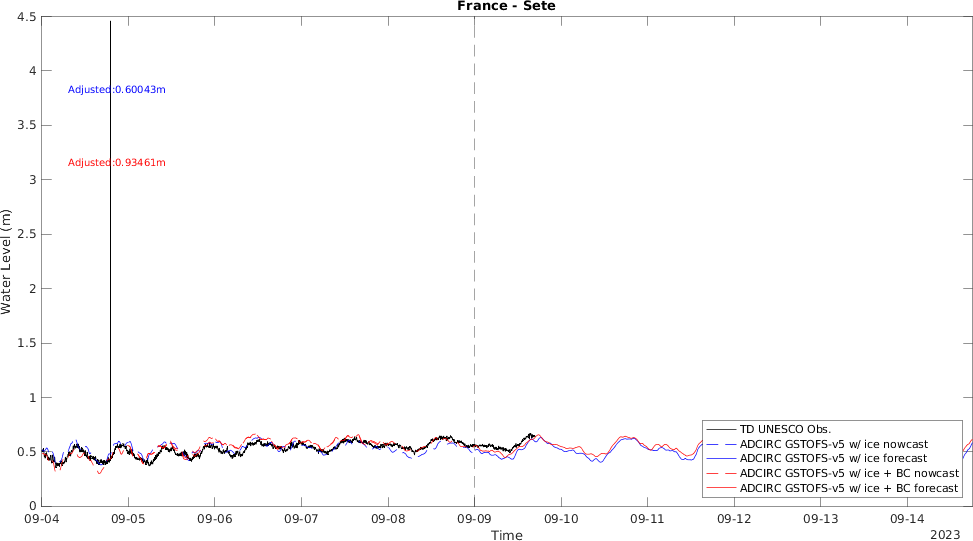 France - Sete
4.5
4
3.5
3
2.5
2
1.5
1
0.5
0
Water Level (m)
Adjusted:0.60043m
Adjusted:0.93461m
TD UNESCO Obs.
ADCIRC GSTOFS-v5 w/ ice nowcast
ADCIRC GSTOFS-v5 w/ ice forecast
ADCIRC GSTOFS-v5 w/ ice + BC nowcast
ADCIRC GSTOFS-v5 w/ ice + BC forecast
09-04 09-05 09-06 09-07 09-08 09-09 09-10 09-11 09-12 09-13 09-14
Time
2023